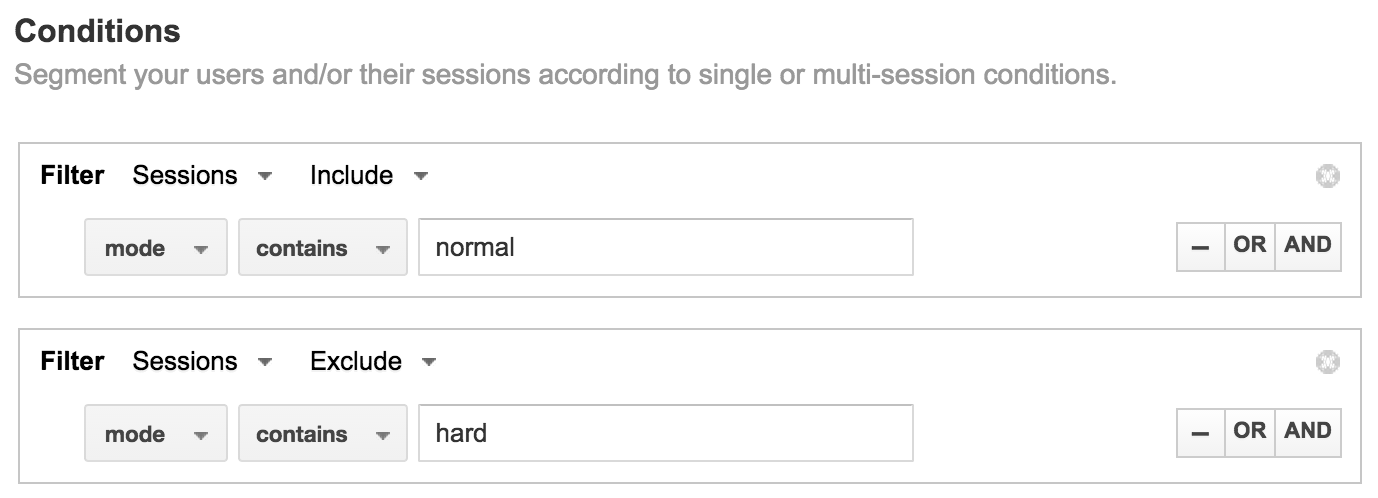 Conditions
Segment your users and/or their sessions according to single or multi-session conditions.
Filter Sessions Include
mode contains normal – OR AND
Filter Sessions Exclude
mode contains hard – OR AND